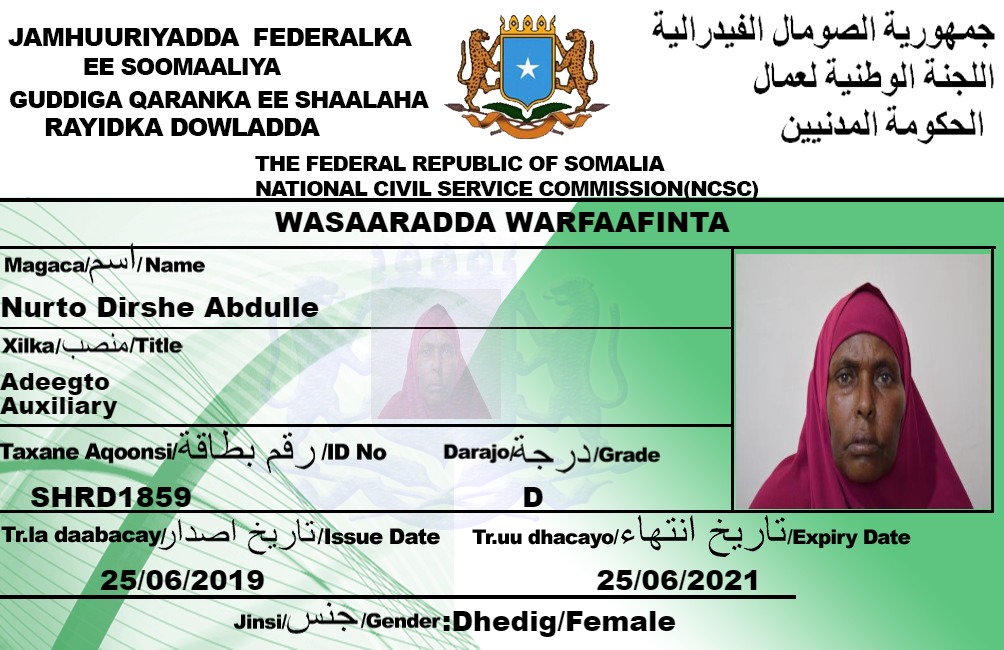 JAMHUURIYADDA FEDERALKA
EE SOOMAALIYA
GUDDIGA QARANKA EE SHAALAHA
RAYIDKA DOWLADDA
جمهورية الصومال الفيدرالية
اللجنة الوطنية لعمال
الحكومة المدنيين
THE FEDERAL REPUBLIC OF SOMALIA
NATIONAL CIVIL SERVICE COMMISSION(NCSC)
WASAARADDA WARFAAFINTA
Magaca/اسم/Name
Nurto Dirshe Abdulle
Xilka/منصب/Title
Adeegto
Auxiliary
Taxane Aqoonsi/رقم بطاقة/ID No
SHRD1859
Darajo/درجة/Grade
D
Tr.la daabacay/تاريخ اصدار/Issue Date
25/06/2019
Tr.uu dhacayo/تاريخ انتهاء/Expiry Date
25/06/2021
Jinsi/جنس/Gender:Dhedig/Female